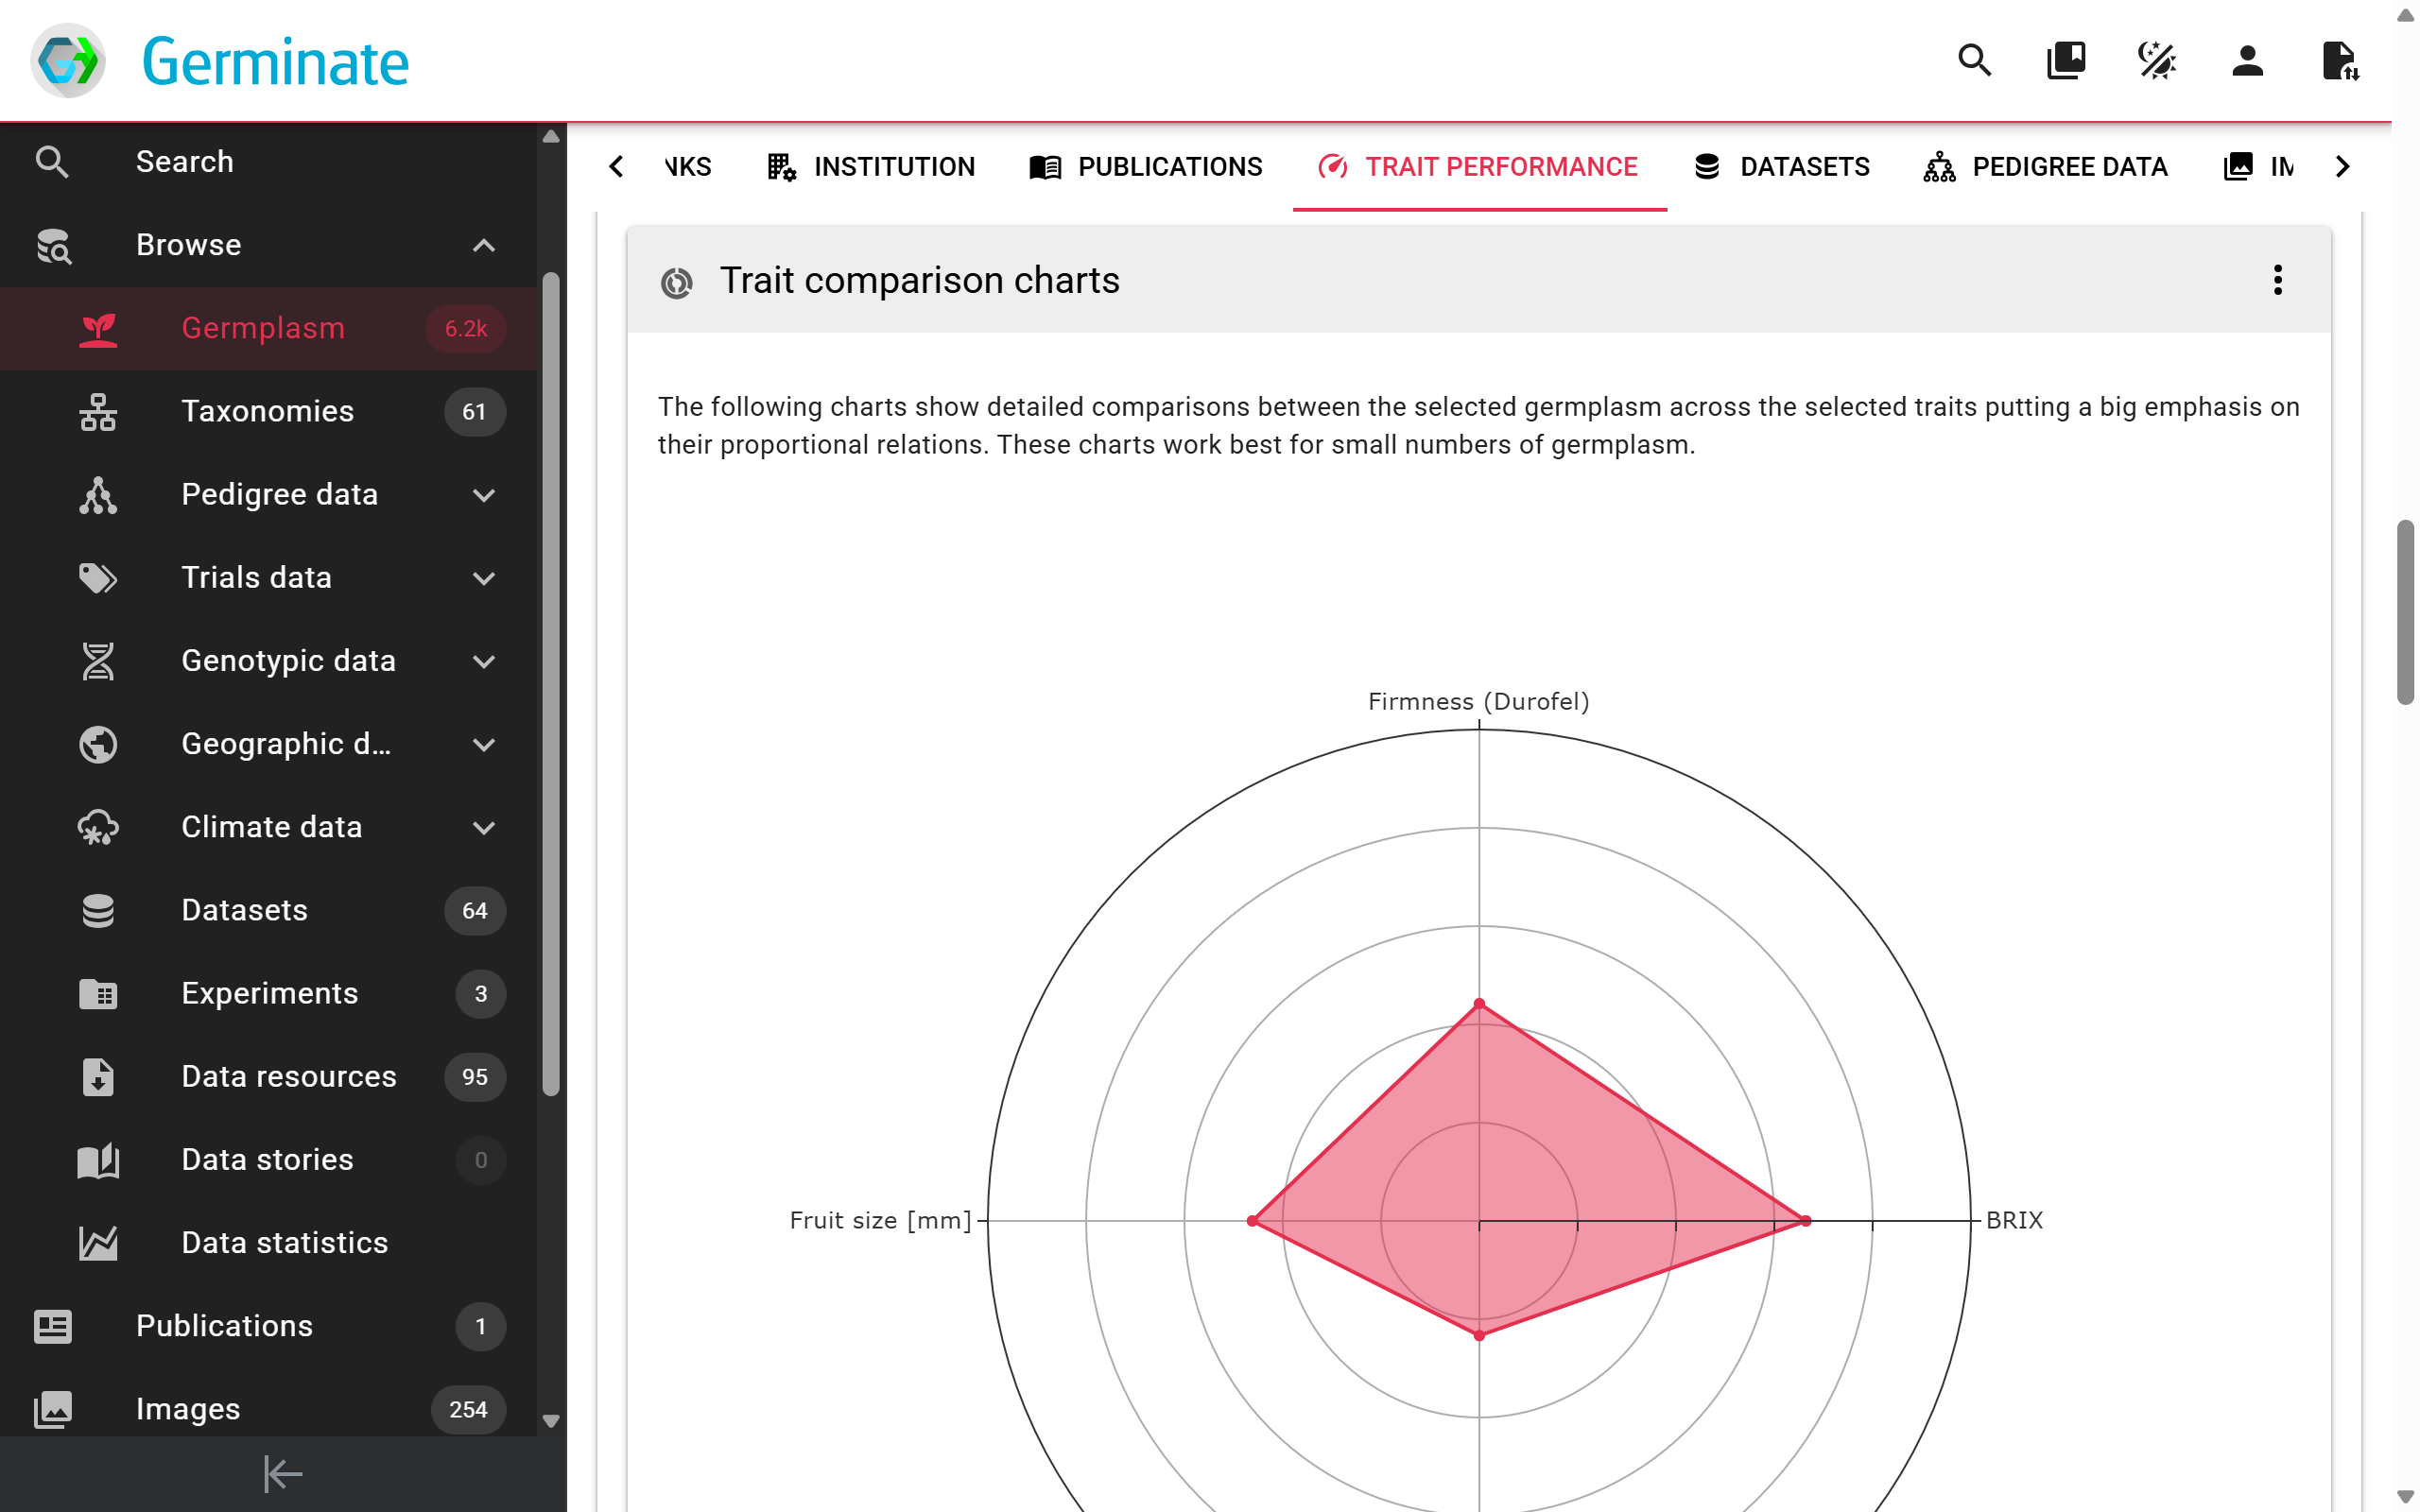 Germinate
Search
Browse
Germplasm 6.2k
Taxonomies 61
Pedigree data
Trials data
Genotypic data
Geographic d...
Climate data
Datasets 64
Experiments 3
Data resources 95
Data stories 0
Data statistics
Publications 1
Images 254
NKS INSTITUTION PUBLICATIONS TRAIT PERFORMANCE DATASETS PEDIGREE DATA
Trait comparison charts
The following charts show detailed comparisons between the selected germplasm across the selected traits putting a big emphasis on
their proportional relations. These charts work best for small numbers of germplasm.
Firmness (Durofel)
Fruit size [mm]
BRIX